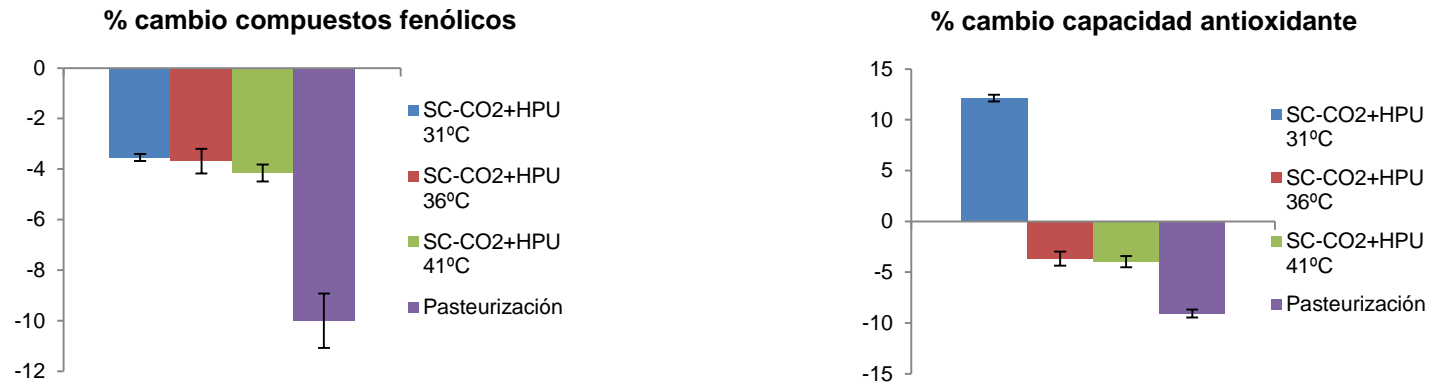 % cambio compuestos fenólicos
0
-2
-4
-6
-8
-10
-12
SC-CO2+HPU
31ºC
SC-CO2+HPU
36ºC
SC-CO2+HPU
41ºC
Pasteurización
% cambio capacidad antioxidante
15
10
5
0
-5
-10
-15
SC-CO2+HPU
31ºC
SC-CO2+HPU
36ºC
SC-CO2+HPU
41ºC
Pasteurización